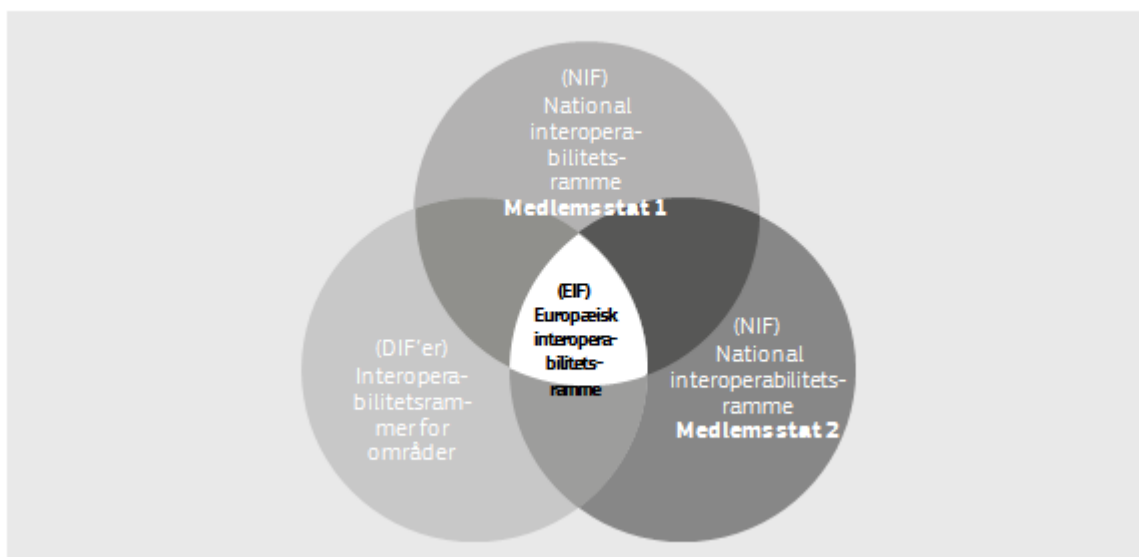 (NIF)
National
interopera-
bilitets-
ramme
Medlemsstat 1
(EIF)
Europæisk
interopera-
bilitets-
ramme
(DIF'er)
Interopera-
bilitetsram-
mer for
områder
(NIF)
National
interoperabilitets-
ramme
Medlemsstat 2